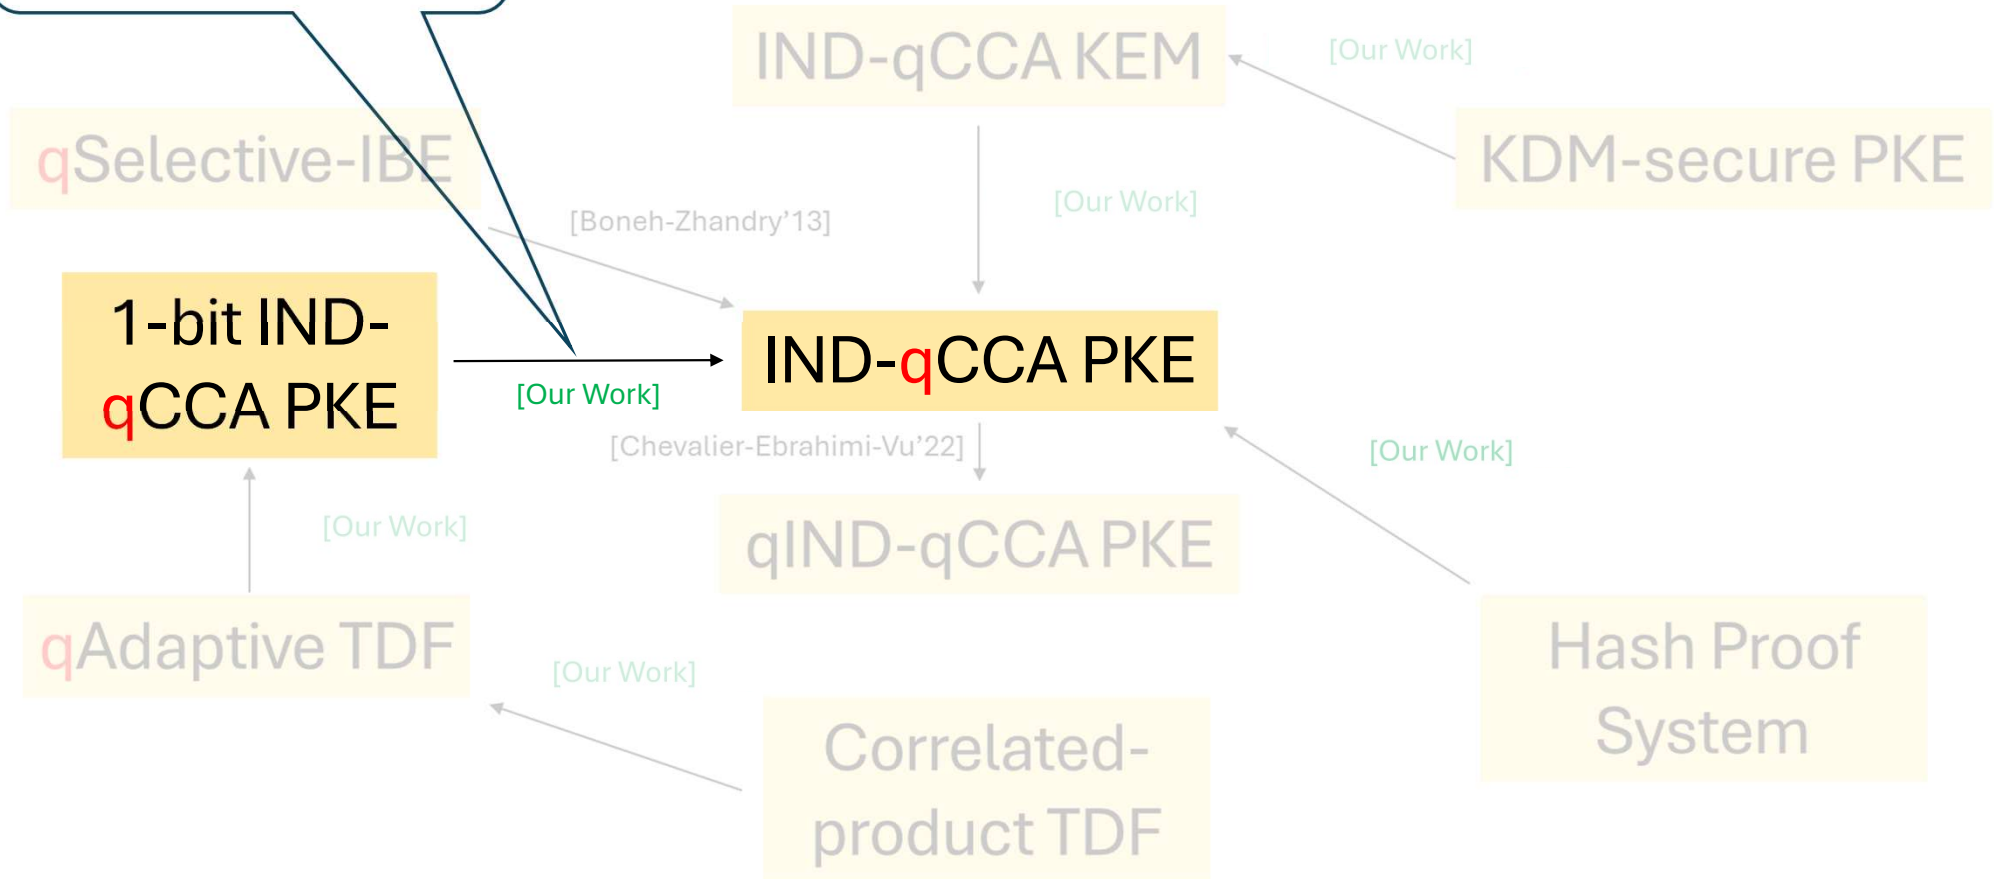 IND-qCCA KEM
[Our Work]
qSelective-IBE
KDM-secure PKE
[Our Work]
[Boneh-Zhandry’13]
1-bit IND-
qCCA PKE
[Our Work]
IND-qCCA PKE
[Chevalier-Ebrahimi-Vu’22]
[Our Work]
[Our Work]
qIND-qCCA PKE
qAdaptive TDF
[Our Work]
Hash Proof
System
Correlated-
product TDF